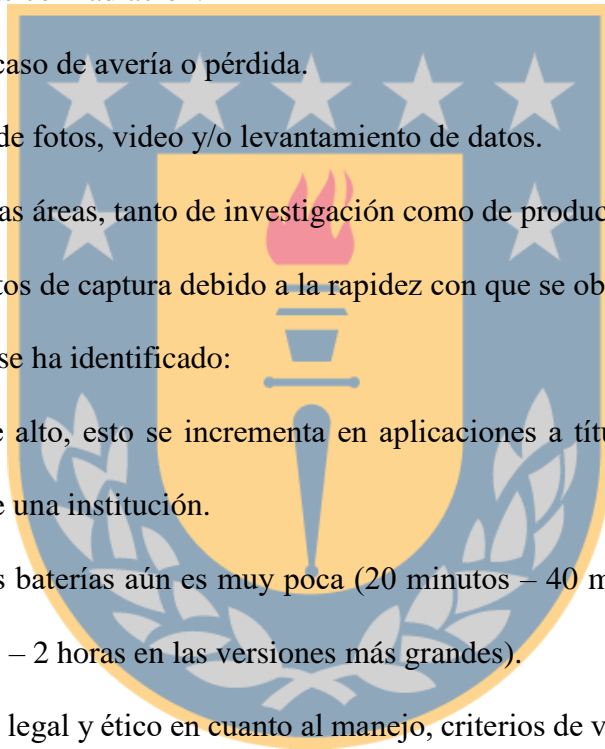 caso de avería o pérdida.
de fotos, video y/o levantamiento de datos.
as áreas, tanto de investigación como de produc
tos de captura debido a la rapidez con que se ob
se ha identificado:
e alto, esto se incrementa en aplicaciones a títu
e una institución.
s baterías aún es muy poca (20 minutos – 40 m
– 2 horas en las versiones más grandes).
legal y ético en cuanto al manejo, criterios de v